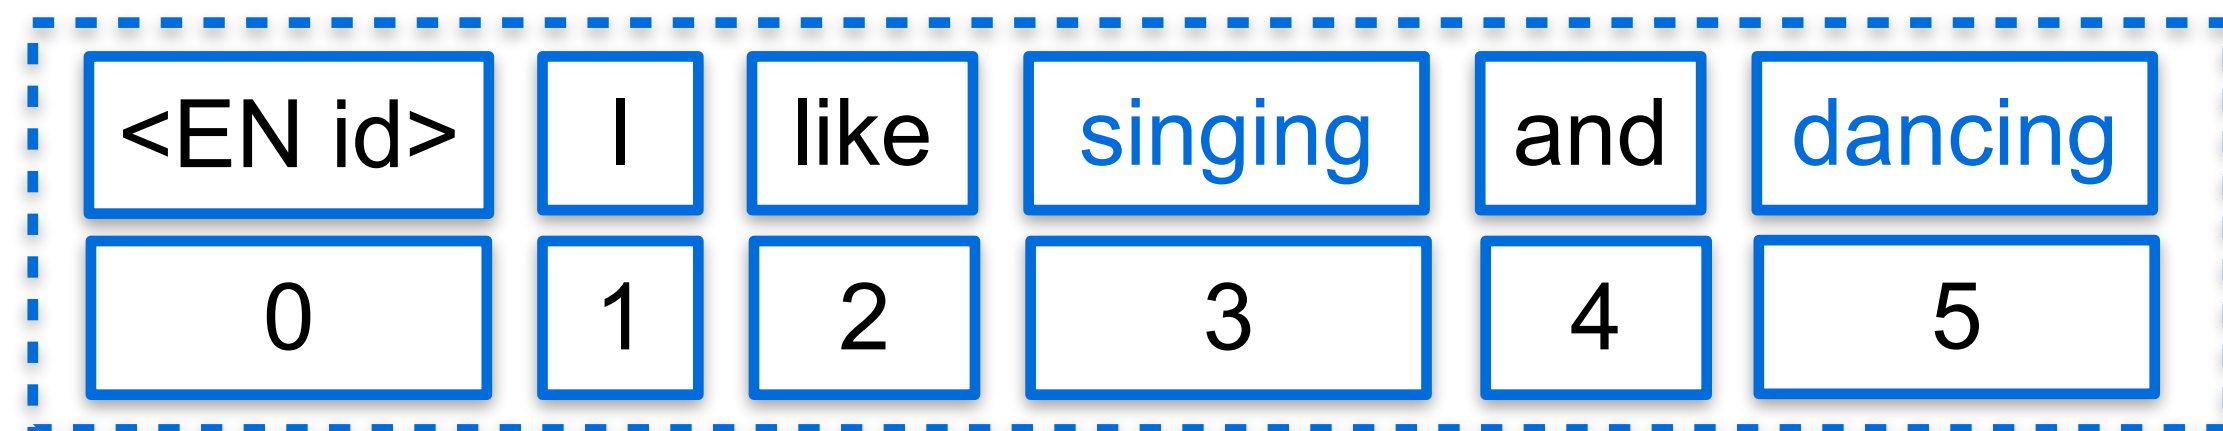 <EN id> I like singing and dancing
0 1 2 3 4 5